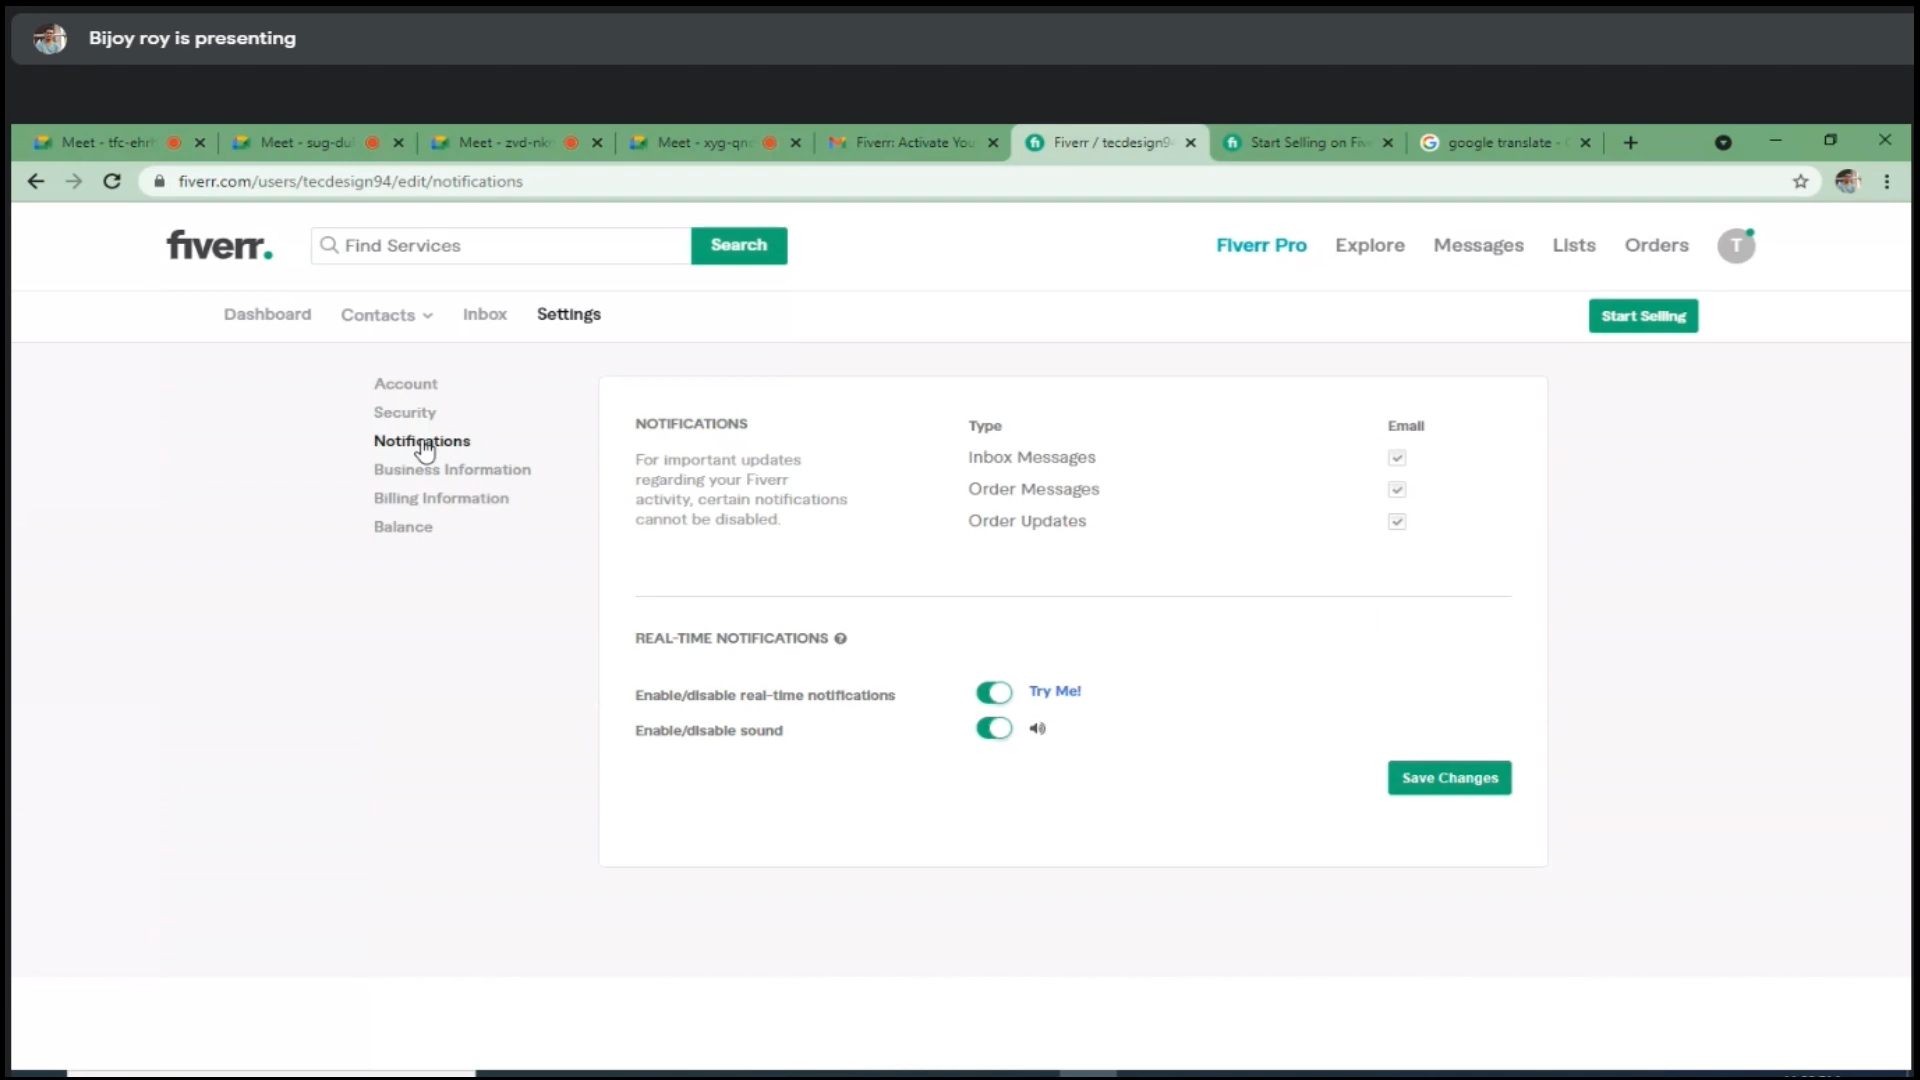 Bijoy roy is presenting
Meet - tfc-ehrh
Meet - sug-dui
Meet - zvd-nk
Meet - xyg-qn
Fiverr: Activate You
Fiverr / tecdesign9
Start Selling on Five
google translate -
fiverr.com/users/tecdesign94/edit/notifications
fiverr.
Find Services
Search
Fiverr Pro
Explore
Messages
Lists
Orders
T
Dashboard
Contacts
Inbox
Settings
Start Selling
Account
Security
Notifications
Business Information
Billing Information
Balance
NOTIFICATIONS
For important updates
regarding your Fiverr
activity, certain notifications
cannot be disabled.
Type
Email
Inbox Messages
Order Messages
Order Updates
REAL-TIME NOTIFICATIONS
Enable/disable real-time notifications
Try Me!
Enable/disable sound
Save Changes